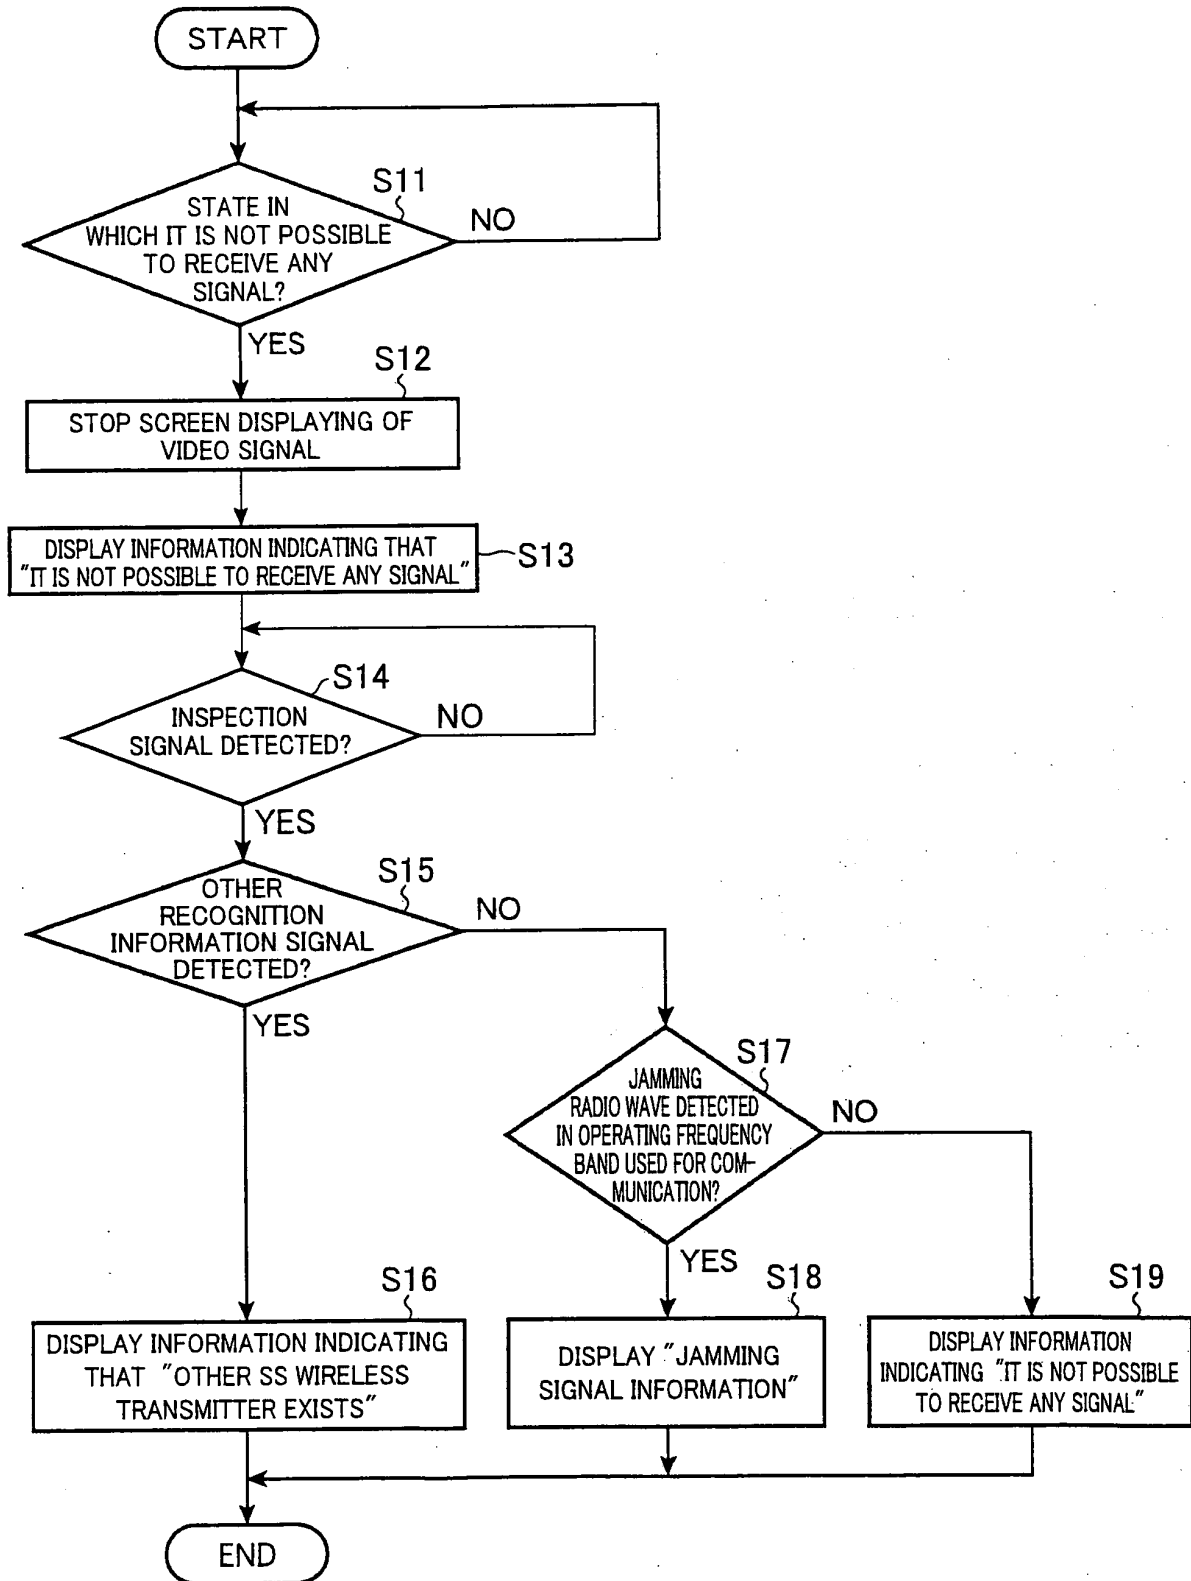 START
S11
STATE IN
WHICH IT IS NOT POSSIBLE
TO RECEIVE ANY
SIGNAL?
NO
YES
S12
STOP SCREEN DISPLAYING OF
VIDEO SIGNAL
DISPLAY INFORMATION INDICATING THAT
"IT IS NOT POSSIBLE TO RECEIVE ANY SIGNAL"
S13
S14
INSPECTION
SIGNAL DETECTED?
NO
YES
S15
OTHER
RECOGNITION
INFORMATION SIGNAL
DETECTED?
NO
YES
S17
JAMMING
RADIO WAVE DETECTED
IN OPERATING FREQUENCY
BAND USED FOR COM-
MUNICATION?
NO
YES
S16
DISPLAY INFORMATION INDICATING
THAT "OTHER SS WIRELESS
TRANSMITTER EXISTS"
S18
DISPLAY "JAMMING
SIGNAL INFORMATION"
S19
DISPLAY INFORMATION
INDICATING "IT IS NOT POSSIBLE
TO RECEIVE ANY SIGNAL"
END